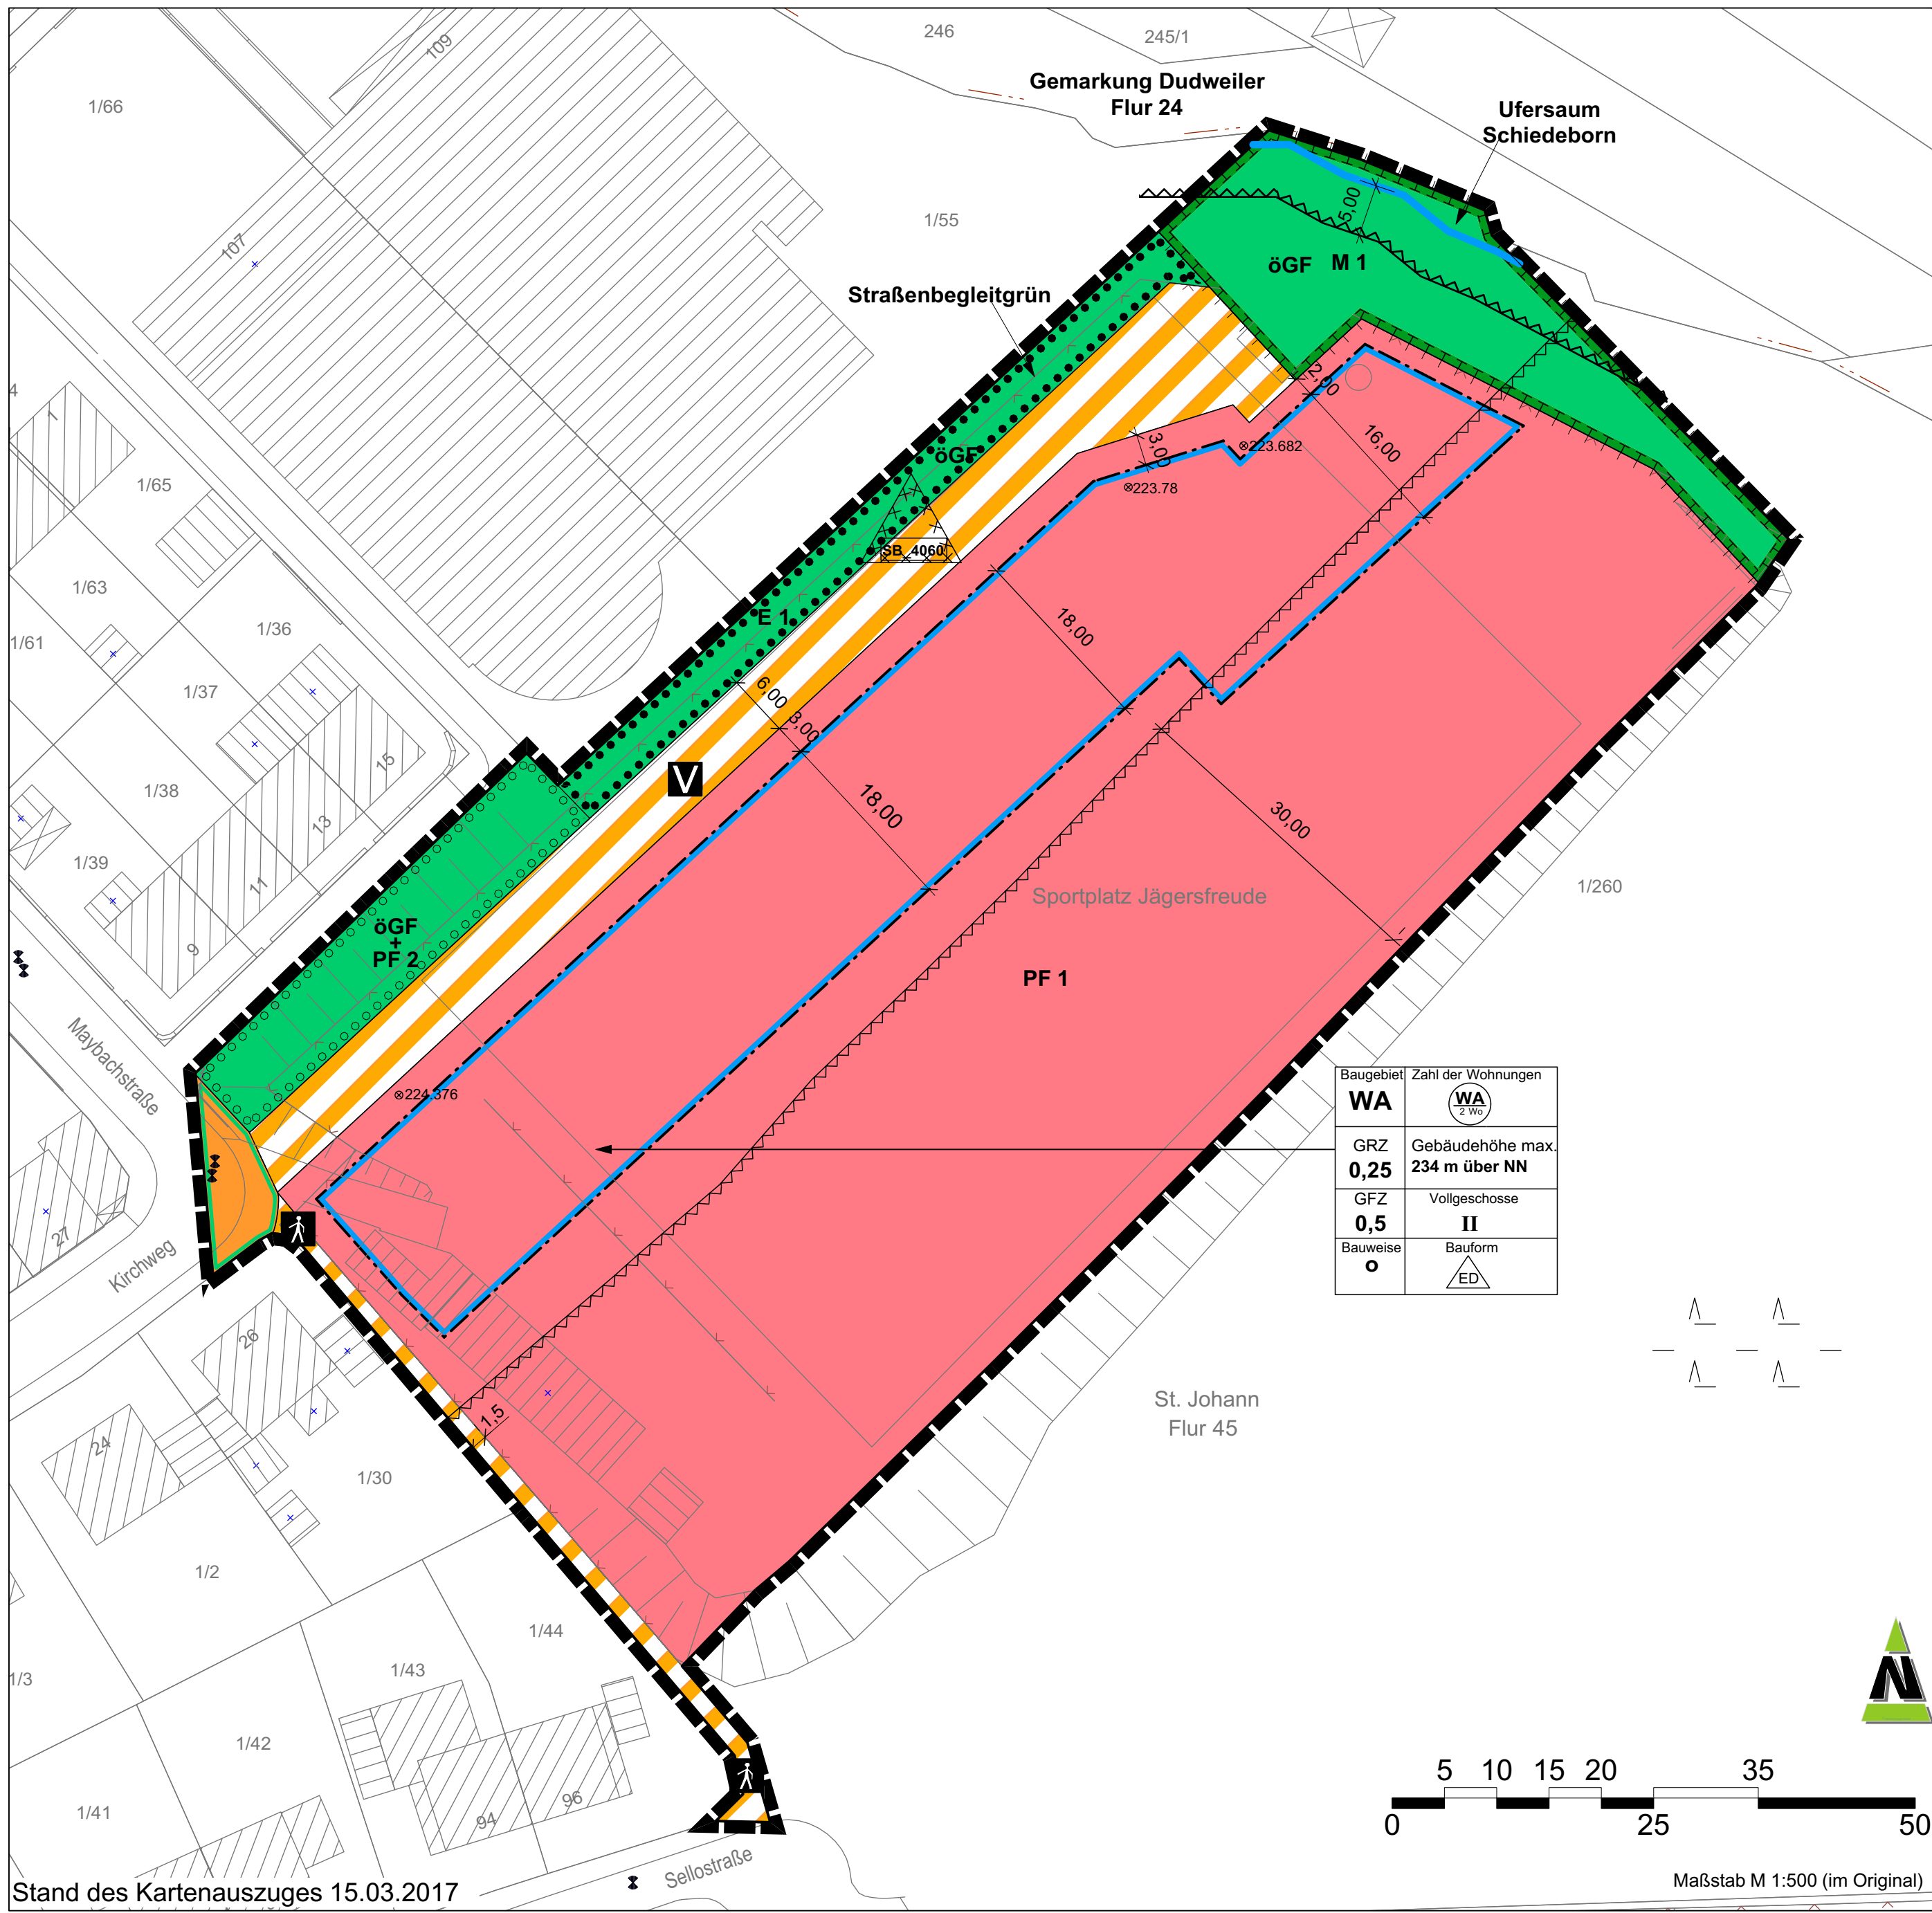 246
245/1
109
Gemarkung Dudweiler
Flur 24
Ufersaum
Schiedeborn
1/66
107
1/55
5,00
öGF M 1
Straßenbegleitgrün
4
1
2,00
16,00
3,00
223.682
223.78
öGF
1/65
SB 4060
1/63
E 1
1/36
1/61
18,00
1/37
6,00
3,00
V
15
1/38
13
18,00
30,00
1/39
11
9
Sportplatz Jägersfreude
1/260
öGF
+
PF 2
PF 1
Maybachstraße
224.376
Baugebiet
Zahl der Wohnungen
WA
WA
2 Wo
GRZ
Gebäudehöhe max.
0,25
234 m über NN
GFZ
Vollgeschosse
0,5
II
Bauweise
Bauform
o
ED
27
Kirchweg
26
St. Johann
Flur 45
1,5
24
1/30
1/2
1/44
1/43
1/3
1/42
N
96
94
1/41
5 10 15 20 35
0 25 50
Sellostraße
Maßstab M 1:500 (im Original)
Stand des Kartenauszuges 15.03.2017